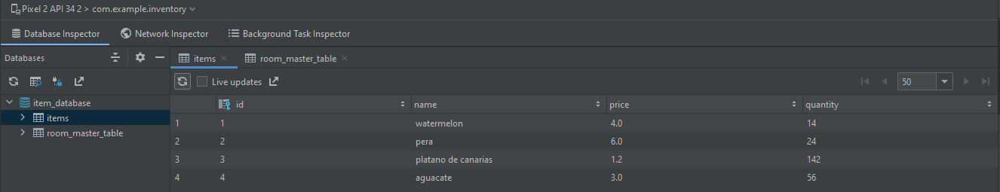 Pixel 2 API 34 2 > com.example.inventory
Database Inspector Network Inspector Background Task Inspector
Databases items room_master_table
Live updates 50
item_database id name price quantity
items 1 1 watermelon 4.0 14
room_master_table 2 2 pera 6.0 24
3 3 platano de canarias 1.2 142
4 4 aguacate 3.0 56